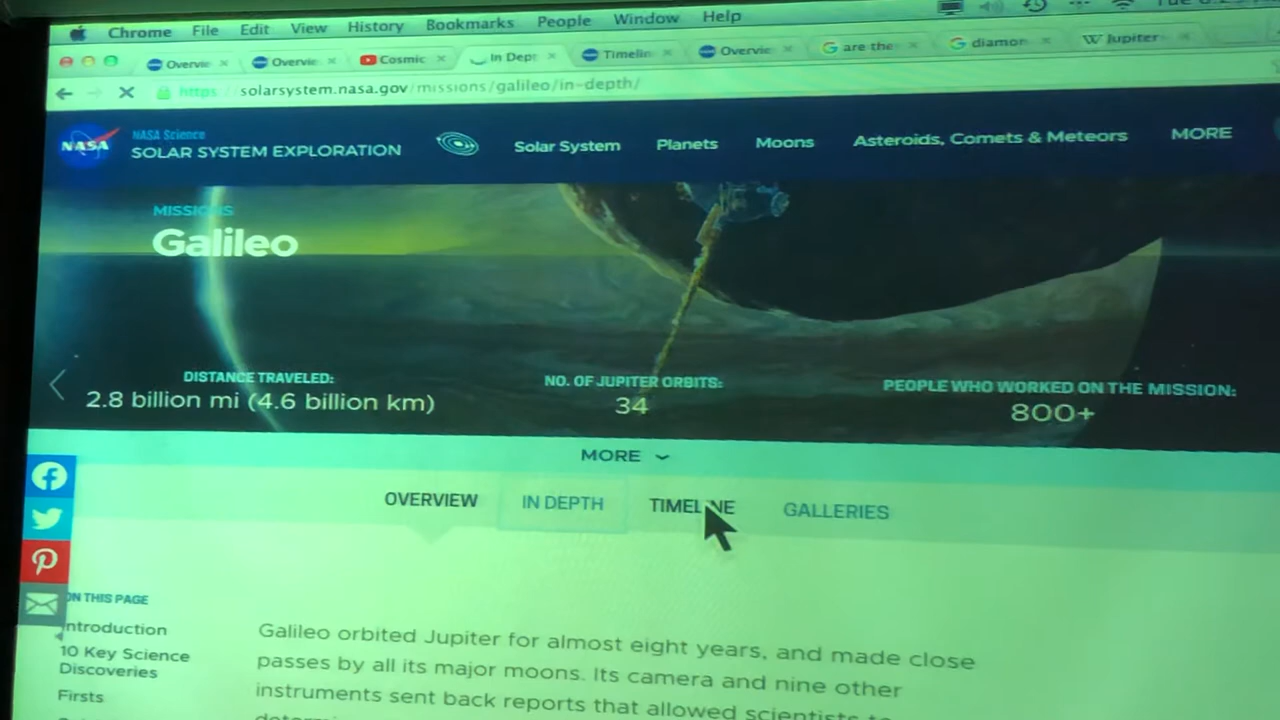 Chrome File Edit View History Bookmarks People Window Help
Overvie Overvie Cosmic In Dept Timelin Overvie are the diamon Jupiter
https solarsystem.nasa.gov/missions/galileo/in-depth/
NASA
NASA Science
SOLAR SYSTEM EXPLORATION
Solar System Planets Moons Asteroids, Comets & Meteors MORE
MISSIONS
Galileo
DISTANCE TRAVELED:
2.8 billion mi (4.6 billion km)
NO. OF JUPITER ORBITS:
34
PEOPLE WHO WORKED ON THE MISSION:
800+
MORE
OVERVIEW IN DEPTH TIMELINE GALLERIES
ON THIS PAGE
Introduction
10 Key Science
Discoveries
Firsts
Galileo orbited Jupiter for almost eight years, and made close
passes by all its major moons. Its camera and nine other
instruments sent back reports that allowed scientists to